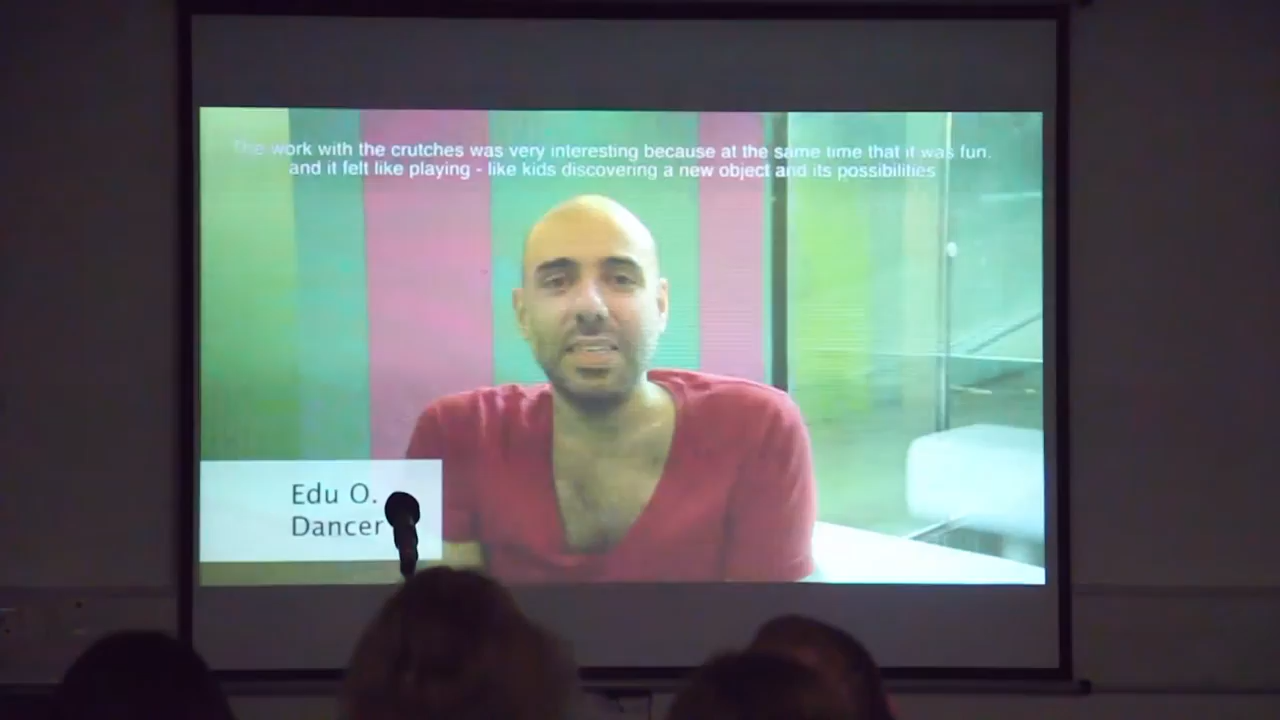 The work with the crutches was very interesting because at the same time that it was fun,
and it felt like playing - like kids discovering a new object and its possibilities
Edu O.
Dancer